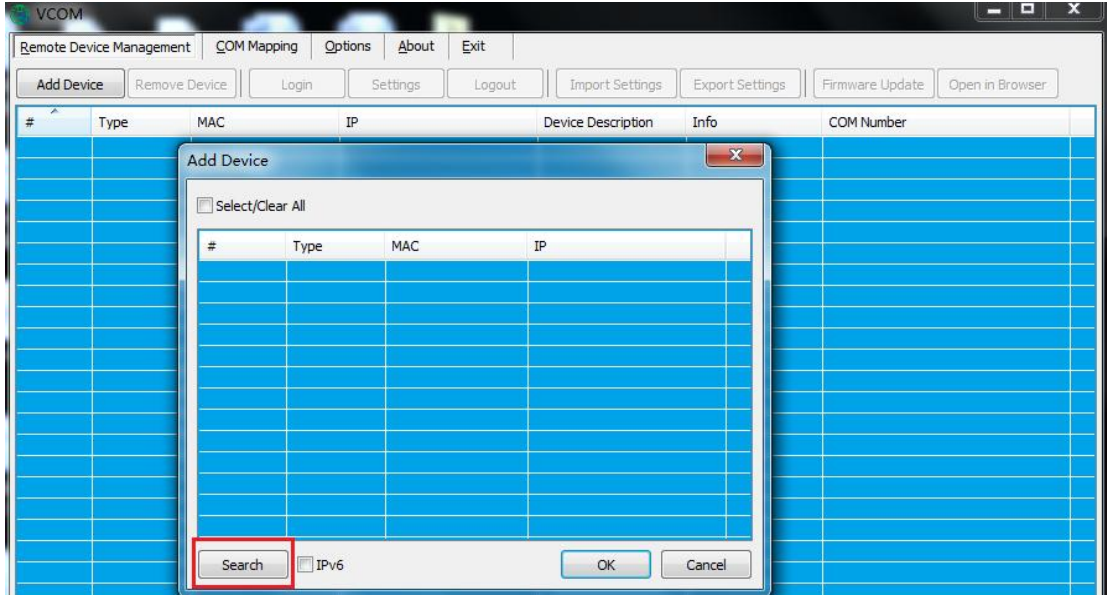 VCOM
Remote Device Management COM Mapping Options About Exit
Add Device Remove Device Login Settings Logout Import Settings Export Settings Firmware Update Open in Browser
# Type MAC IP Device Description Info COM Number
Add Device
Select/Clear All
# Type MAC IP
Search IPv6 OK Cancel